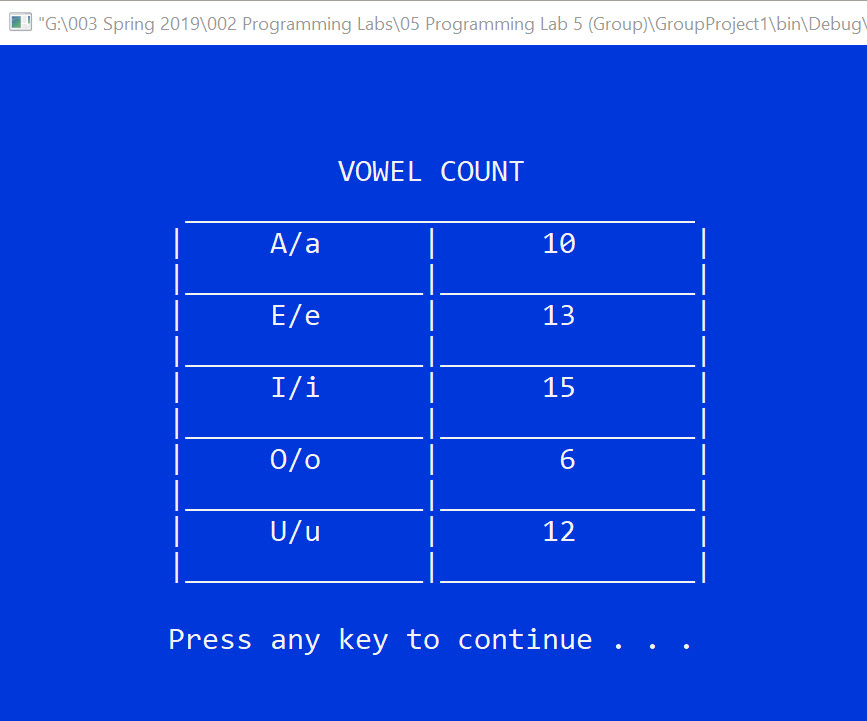 "G:\003 Spring 2019\002 Programming Labs\05 Programming Lab 5 (Group)\GroupProject1\bin\Debug\
VOWEL COUNT
A/a 10
E/e 13
I/i 15
O/o 6
U/u 12
Press any key to continue . . .